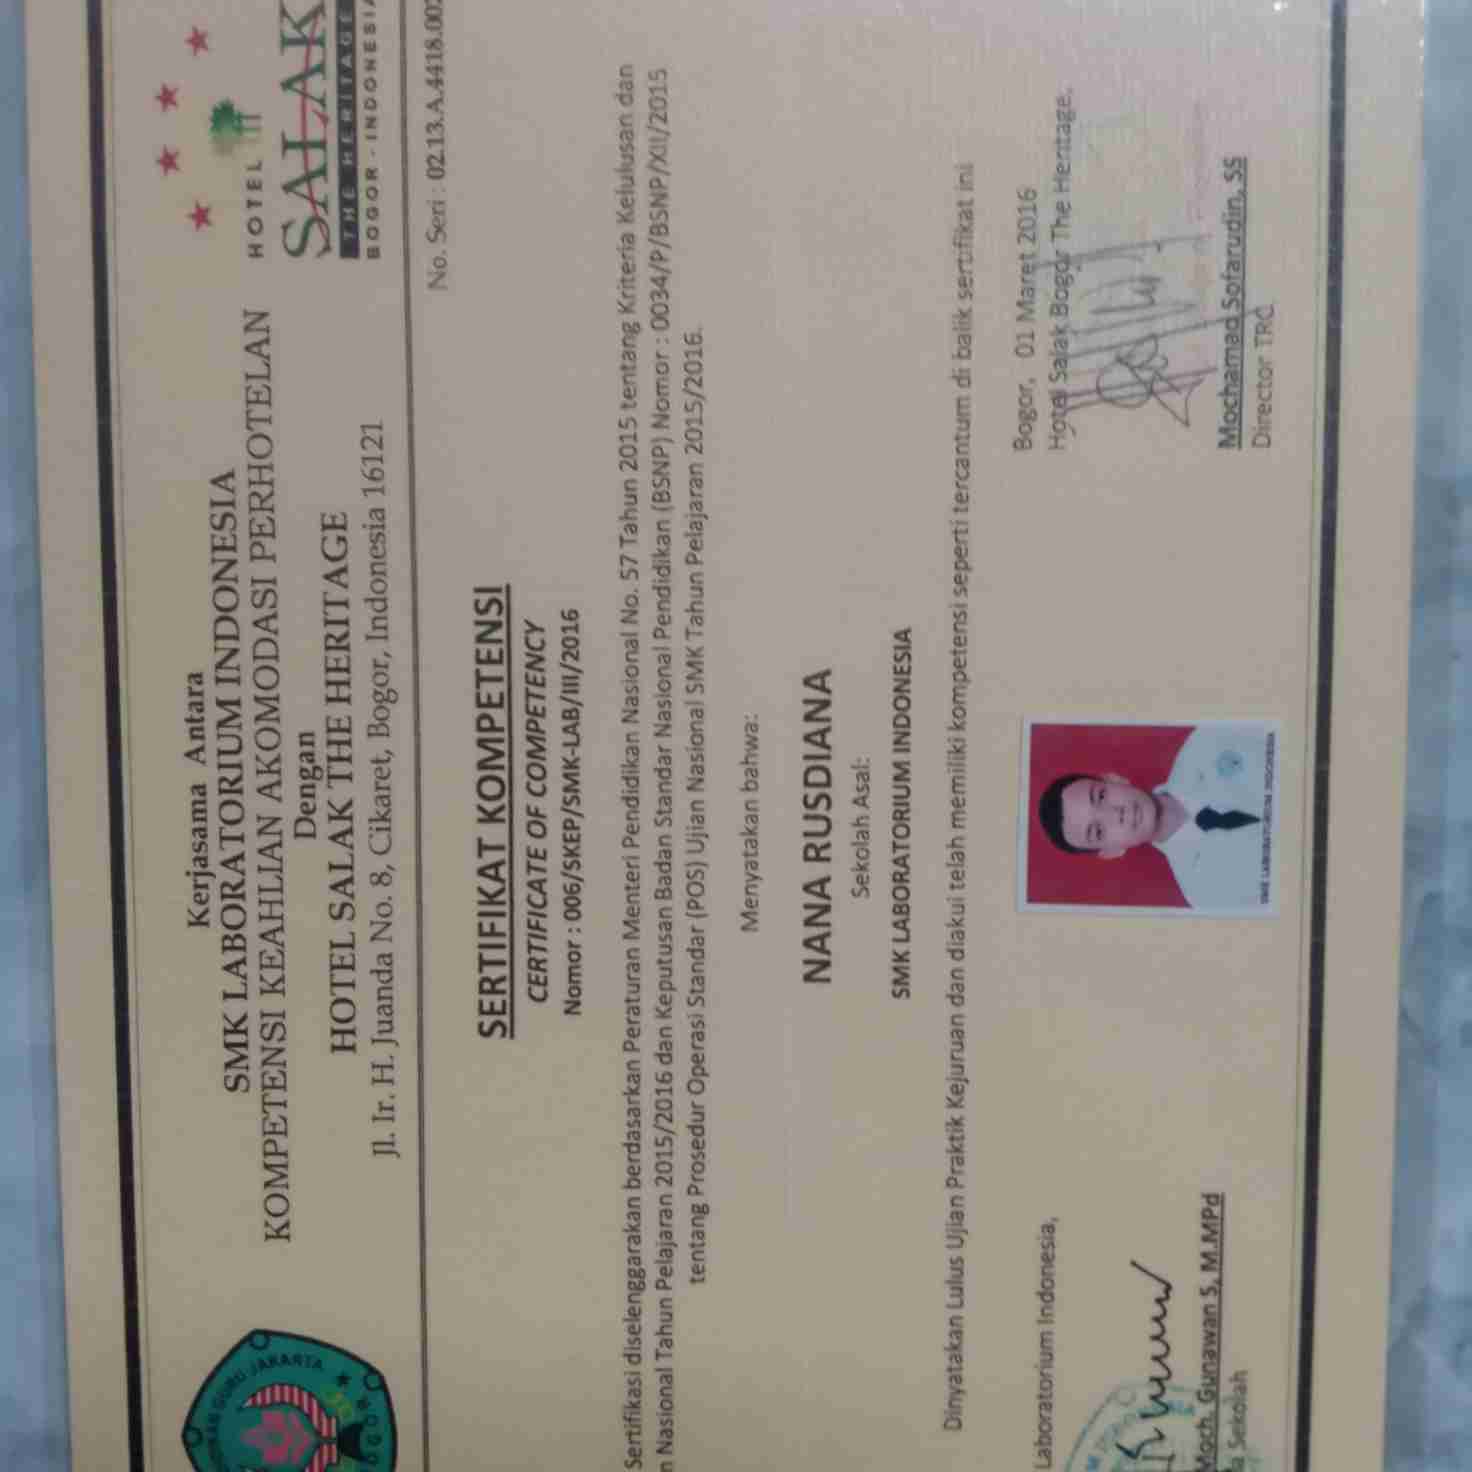 Kerjasama Antara
SMK LABORATORIUM INDONESIA
KOMPETENSI KEAHLIAN AKOMODASI PERHOTELAN
Dengan
HOTEL SALAK THE HERITAGE
Jl. Ir. H. Juanda No. 8, Cikaret, Bogor, Indonesia 16121
GURU JAKARTA
BOGOR
HOTEL
SALAK
THE HERITAGE
BOGOR - INDONESIA
No. Seri : 02.13.A.4418.00
SERTIFIKAT KOMPETENSI
CERTIFICATE OF COMPETENCY
Nomor : 006/SKEP/SMK-LAB/III/2016
Sertifikasi diselenggarakan berdasarkan Peraturan Menteri Pendidikan Nasional No. 57 Tahun 2015 tentang Kriteria Kelulusan dan
n Nasional Tahun Pelajaran 2015/2016 dan Keputusan Badan Standar Nasional Pendidikan (BSNP) Nomor : 0034/P/BSNP/XII/2015
tentang Prosedur Operasi Standar (POS) Ujian Nasional SMK Tahun Pelajaran 2015/2016.
Menyatakan bahwa:
NANA RUSDIANA
Sekolah Asal:
SMK LABORATORIUM INDONESIA
Dinyatakan Lulus Ujian Praktik Kejuruan dan diakui telah memiliki kompetensi seperti tercantum di balik sertifikat ini
Laboratorium Indonesia,
Moch. Gunawan S, M.MPd
la Sekolah
SMK LABORATORIUM INDONESIA
Bogor, 01 Maret 2016
Hotel Salak Bogor The Heritage,
Mochamad Sofarudin, SS
Director TRC